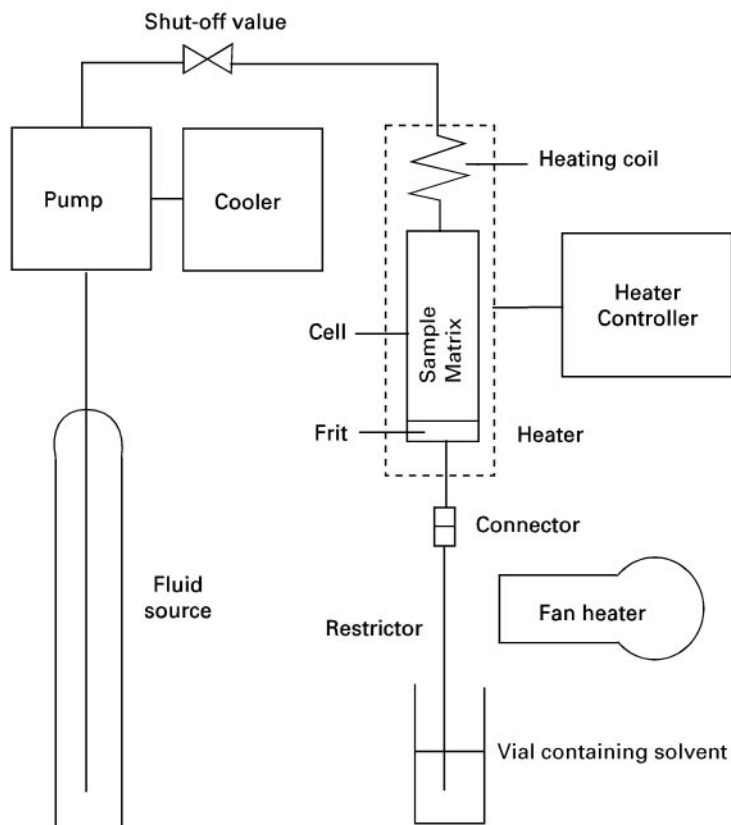 Shut-off value
Pump
Cooler
Heating coil
Heater
Controller
Cell
Sample
Matrix
Frit
Heater
Connector
Fluid
source
Restrictor
Fan heater
Vial containing solvent